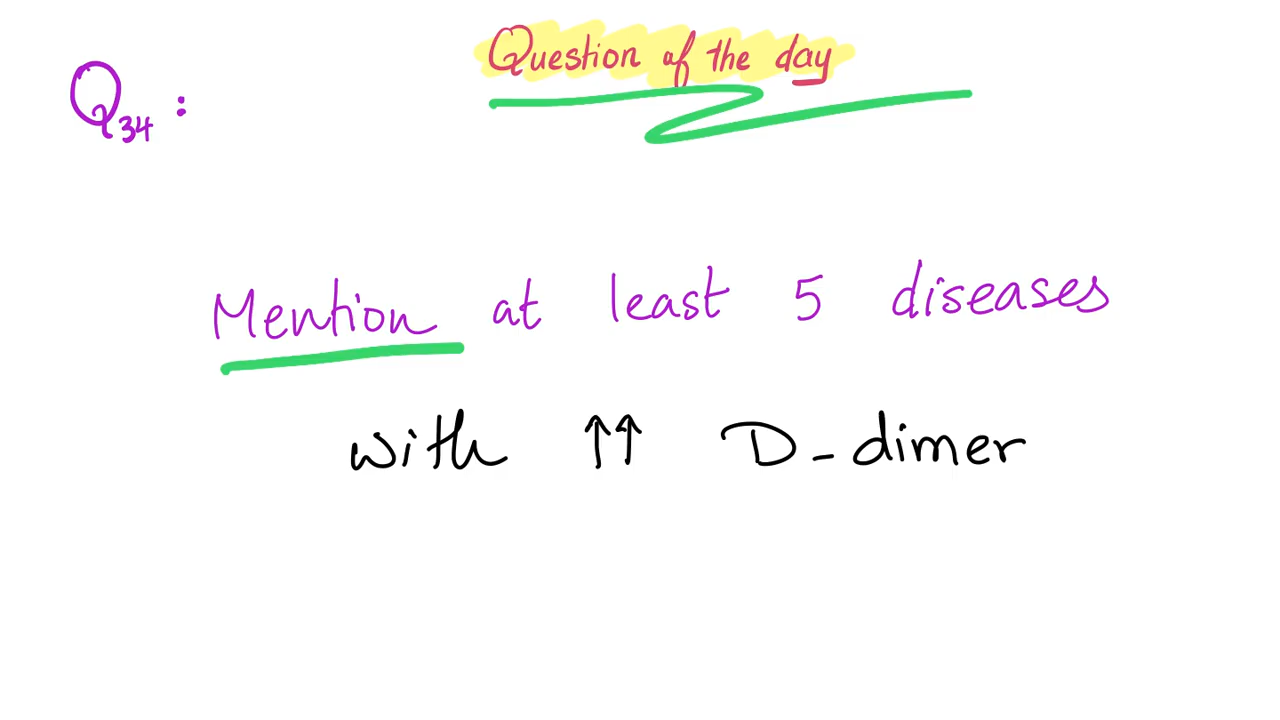 Question of the day
Q34:
Mention at least 5 diseases
with ↑↑ D-dimer